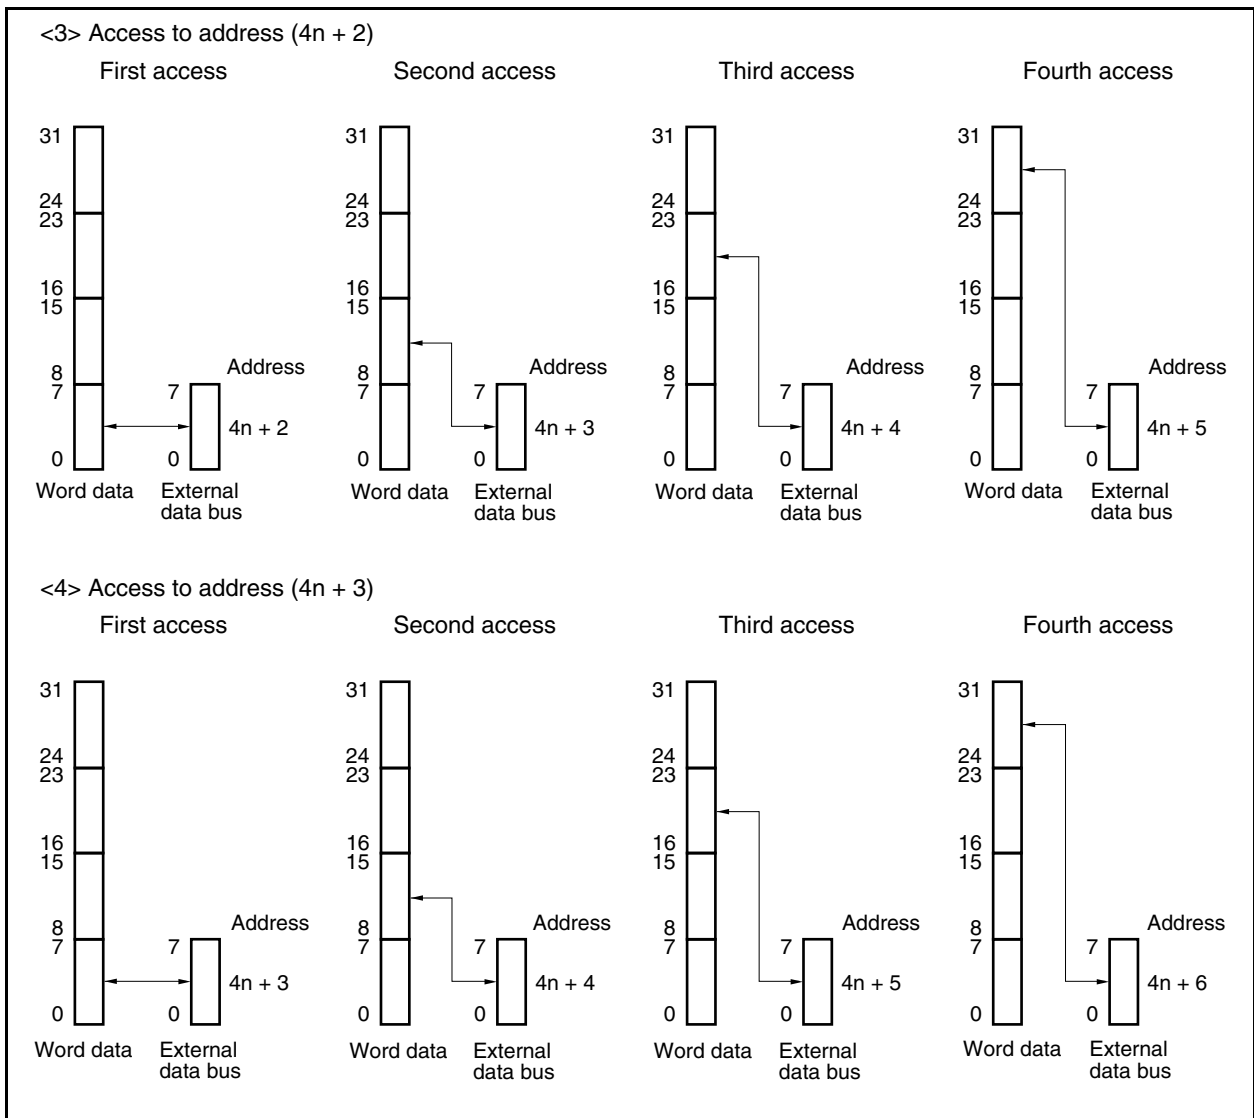 <3> Access to address (4n + 2)
First access
Second access
Third access
Fourth access
31
24
23
16
15
8
7
0
Word data
7
0
Address
4n + 2
External
data bus
31
24
23
16
15
8
7
0
Word data
7
0
Address
4n + 3
External
data bus
31
24
23
16
15
8
7
0
Word data
7
0
Address
4n + 4
External
data bus
31
24
23
16
15
8
7
0
Word data
7
0
Address
4n + 5
External
data bus
<4> Access to address (4n + 3)
First access
Second access
Third access
Fourth access
31
24
23
16
15
8
7
0
Word data
7
0
Address
4n + 3
External
data bus
31
24
23
16
15
8
7
0
Word data
7
0
Address
4n + 4
External
data bus
31
24
23
16
15
8
7
0
Word data
7
0
Address
4n + 5
External
data bus
31
24
23
16
15
8
7
0
Word data
7
0
Address
4n + 6
External
data bus